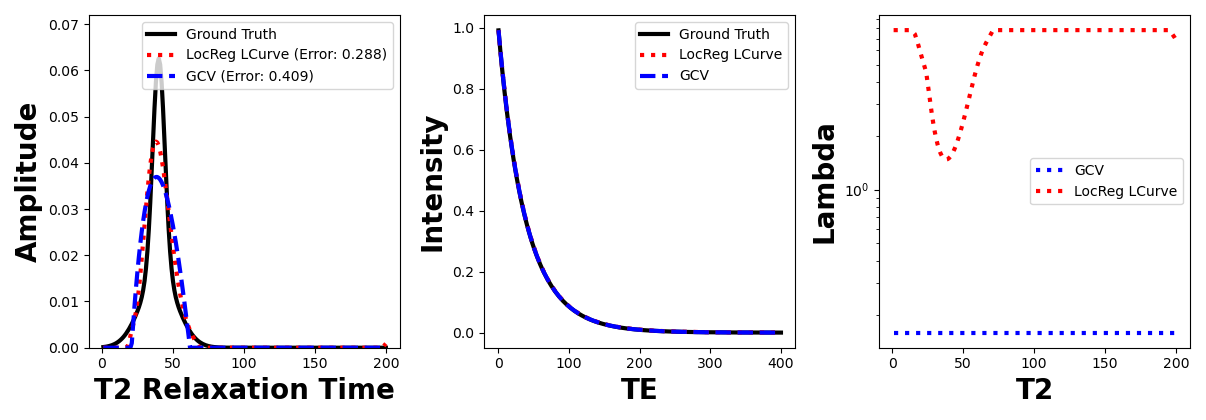 0.07
0.06
0.05
0.04
0.03
0.02
0.01
0.00
Amplitude
Ground Truth
LocReg LCurve (Error: 0.288)
GCV (Error: 0.409)
0
50
100
150
200
T2 Relaxation Time
1.0
0.8
0.6
0.4
0.2
0.0
Intensity
Ground Truth
LocReg LCurve
GCV
0
100
200
300
400
TE
10^0
Lambda
GCV
LocReg LCurve
0
50
100
150
200
T2